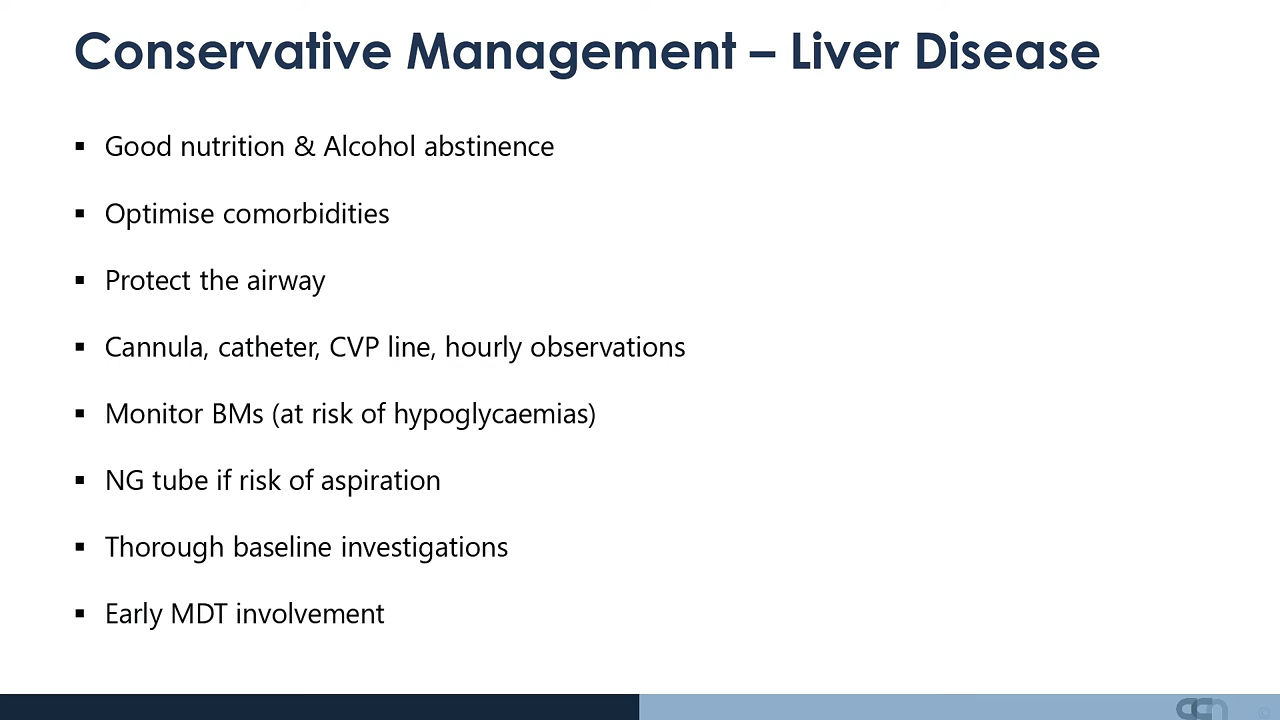 Conservative Management – Liver Disease
▪ Good nutrition & Alcohol abstinence
▪ Optimise comorbidities
▪ Protect the airway
▪ Cannula, catheter, CVP line, hourly observations
▪ Monitor BMs (at risk of hypoglycaemias)
▪ NG tube if risk of aspiration
▪ Thorough baseline investigations
▪ Early MDT involvement